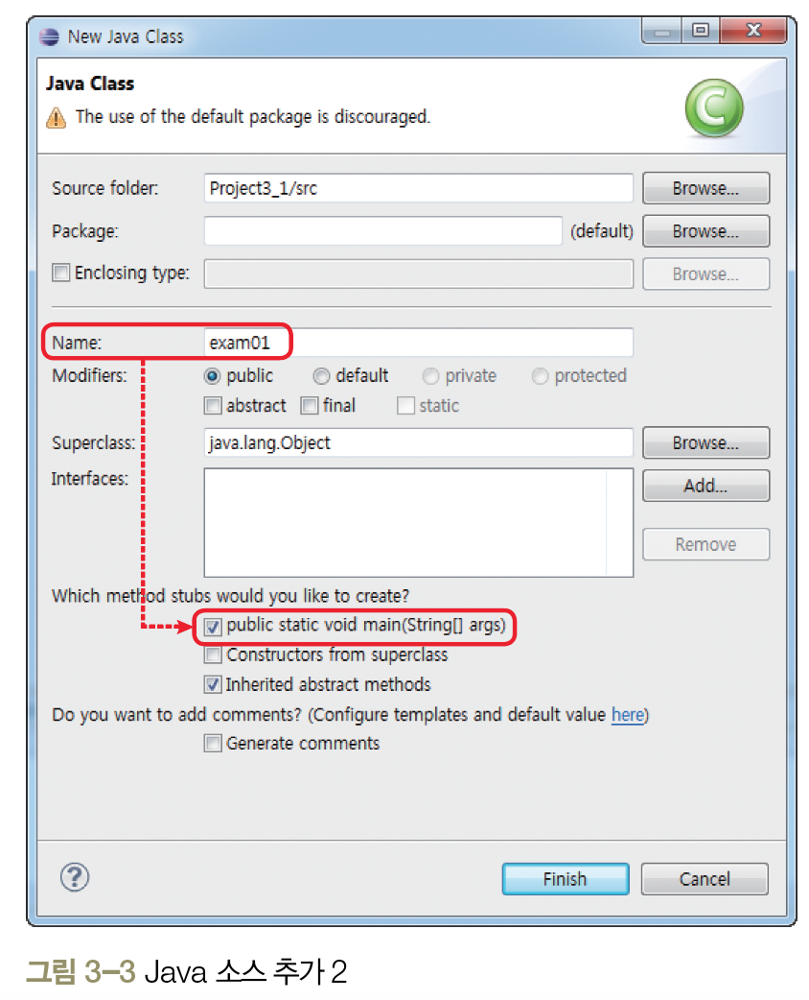 New Java Class
Java Class
The use of the default package is discouraged.
Source folder: Project3_1/src Browse...
Package: (default) Browse...
Enclosing type: Browse...
Name: exam01
Modifiers: public default private protected
abstract final static
Superclass: java.lang.Object Browse...
Interfaces: Add...
Remove
Which method stubs would you like to create?
public static void main(String[] args)
Constructors from superclass
Inherited abstract methods
Do you want to add comments? (Configure templates and default value here)
Generate comments
Finish Cancel
그림 3-3 Java 소스 추가 2